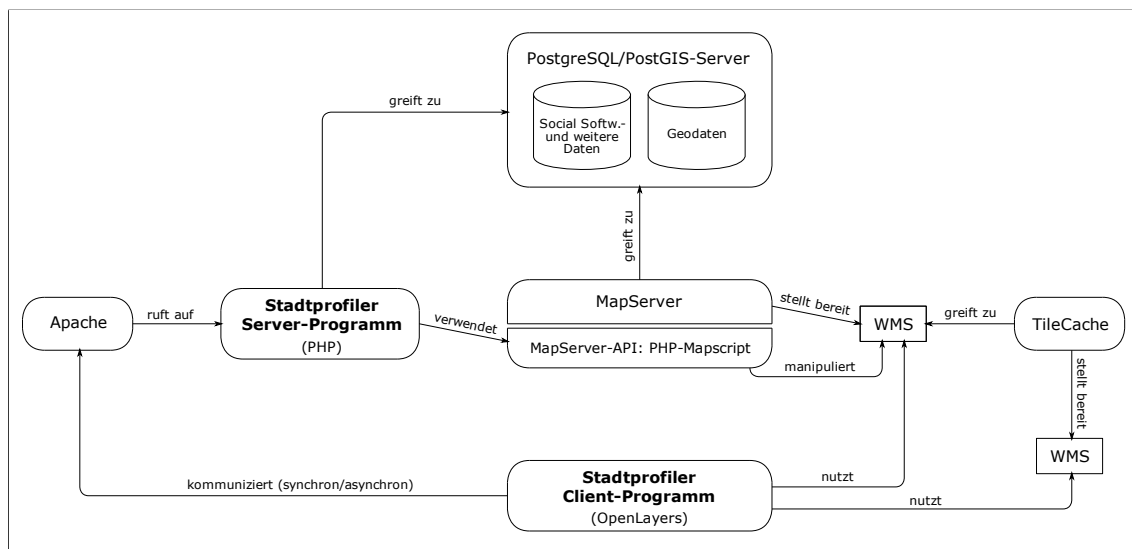 PostgreSQL/PostGIS-Server
Social Softw.-
und weitere
Daten
Geodaten
greift zu
greift zu
Apache
ruft auf
Stadtprofiler
Server-Programm
(PHP)
verwendet
MapServer
MapServer-API: PHP-Mapscript
stellt bereit
manipuliert
WMS
greift zu
TileCache
stellt bereit
WMS
kommuniziert (synchron/asynchron)
Stadtprofiler
Client-Programm
(OpenLayers)
nutzt
nutzt